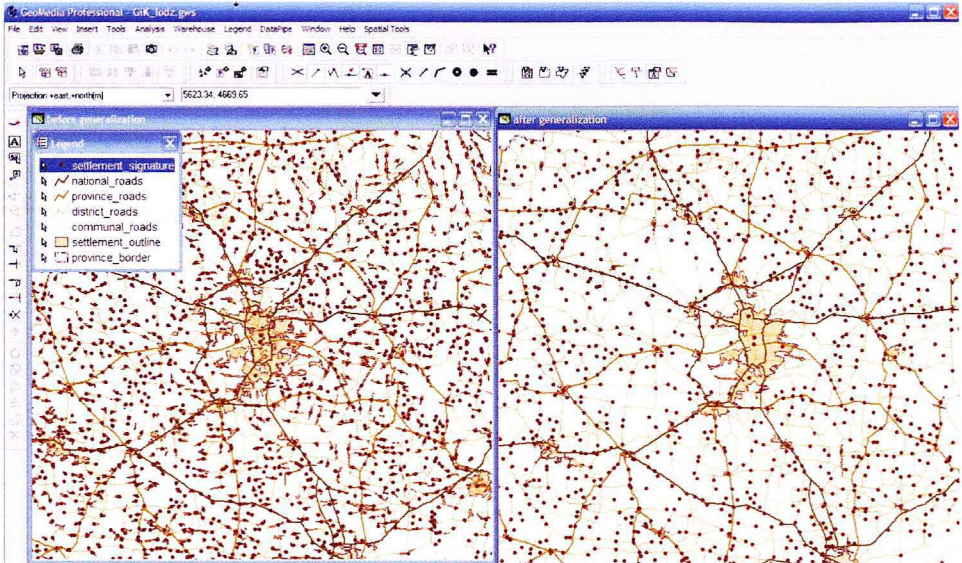 GeoMedia Professional - GiK_lodz.gws
File Edit View Insert Tools Analysis Warehouse Legend DataPipe Window Help Spatial Tools
Projection +east,+north[m] 5623.34, 4669.65
before generalization
after generalization
Legend
settlement_signature
national_roads
province_roads
district_roads
communal_roads
settlement_outline
province_border